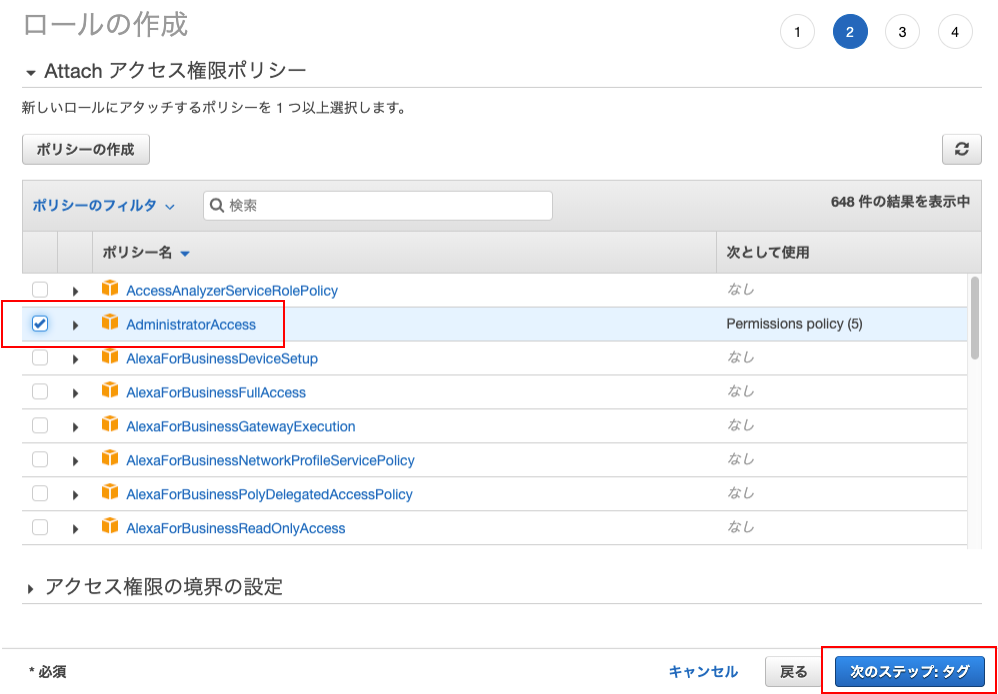 ロールの作成
1 2 3 4
Attach アクセス権限ポリシー
新しいロールにアタッチするポリシーを 1 つ以上選択します。
ポリシーの作成
ポリシーのフィルタ 検索 648 件の結果を表示中
ポリシー名 次として使用
AccessAnalyzerServiceRolePolicy なし
AdministratorAccess Permissions policy (5)
AlexaForBusinessDeviceSetup なし
AlexaForBusinessFullAccess なし
AlexaForBusinessGatewayExecution なし
AlexaForBusinessNetworkProfileServicePolicy なし
AlexaForBusinessPolyDelegatedAccessPolicy なし
AlexaForBusinessReadOnlyAccess なし
アクセス権限の境界の設定
* 必須 キャンセル 戻る 次のステップ: タグ